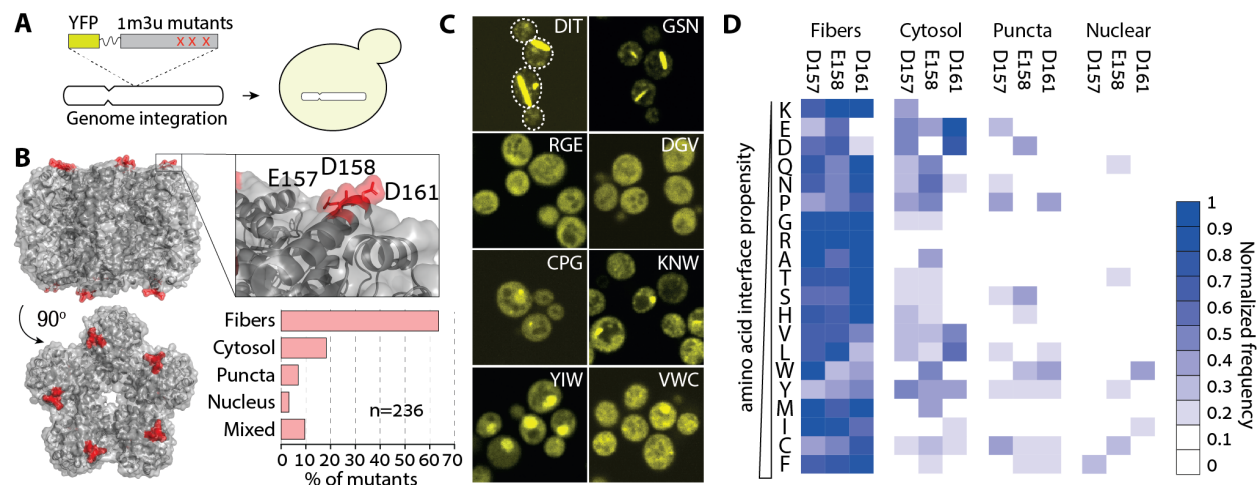 A
YFP
1m3u mutants
X X X
Genome integration
B
E157
D158
D161
90º
Fibers
Cytosol
Puncta
Nucleus
Mixed
n=236
0 10 20 30 40 50 60 70
% of mutants
C
DIT
GSN
RGE
DGV
CPG
KNW
YIW
VWC
D
Fibers Cytosol Puncta Nuclear
D157 E158 D161 D157 E158 D161 D157 E158 D161 D157 E158 D161
amino acid interface propensity
K
E
D
Q
N
P
G
R
A
T
S
H
V
L
W
Y
M
I
C
F
1
0.9
0.8
0.7
0.6
0.5
0.4
0.3
0.2
0.1
0
Normalized frequency